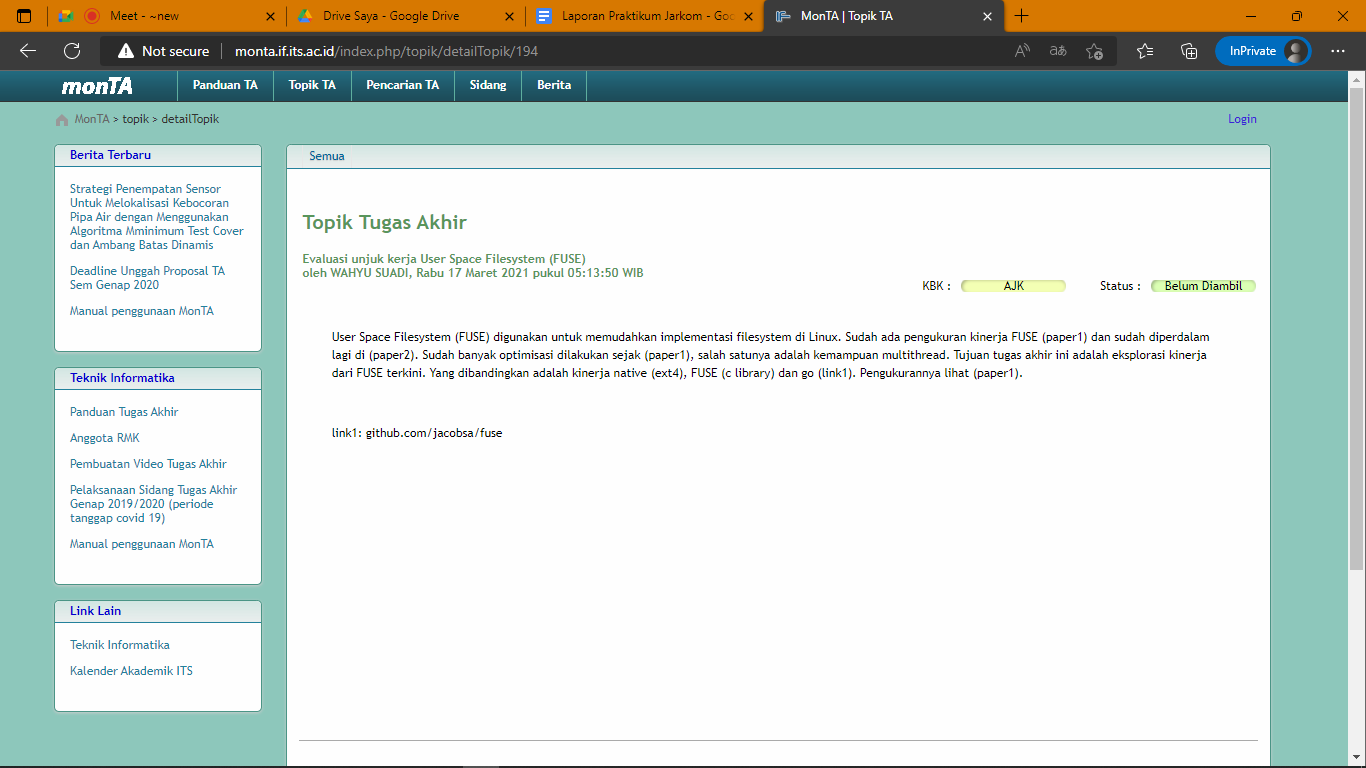 Meet - ~new
Drive Saya - Google Drive
Laporan Praktikum Jarkom - Goo
MonTA | Topik TA
Not secure
monta.if.its.ac.id/index.php/topik/detailTopik/194
InPrivate
monTA
Panduan TA
Topik TA
Pencarian TA
Sidang
Berita
MonTA > topik > detailTopik
Login
Berita Terbaru
Strategi Penempatan Sensor
Untuk Melokalisasi Kebocoran
Pipa Air dengan Menggunakan
Algoritma Mminimum Test Cover
dan Ambang Batas Dinamis
Deadline Unggah Proposal TA
Sem Genap 2020
Manual penggunaan MonTA
Teknik Informatika
Panduan Tugas Akhir
Anggota RMK
Pembuatan Video Tugas Akhir
Pelaksanaan Sidang Tugas Akhir
Genap 2019/2020 (periode
tanggap covid 19)
Manual penggunaan MonTA
Link Lain
Teknik Informatika
Kalender Akademik ITS
Semua
Topik Tugas Akhir
Evaluasi unjuk kerja User Space Filesystem (FUSE)
oleh WAHYU SUADI, Rabu 17 Maret 2021 pukul 05:13:50 WIB
KBK : AJK Status : Belum Diambil
User Space Filesystem (FUSE) digunakan untuk memudahkan implementasi filesystem di Linux. Sudah ada pengukuran kinerja FUSE (paper1) dan sudah diperdalam
lagi di (paper2). Sudah banyak optimisasi dilakukan sejak (paper1), salah satunya adalah kemampuan multithread. Tujuan tugas akhir ini adalah eksplorasi kinerja
dari FUSE terkini. Yang dibandingkan adalah kinerja native (ext4), FUSE (c library) dan go (link1). Pengukurannya lihat (paper1).
link1: github.com/jacobsa/fuse